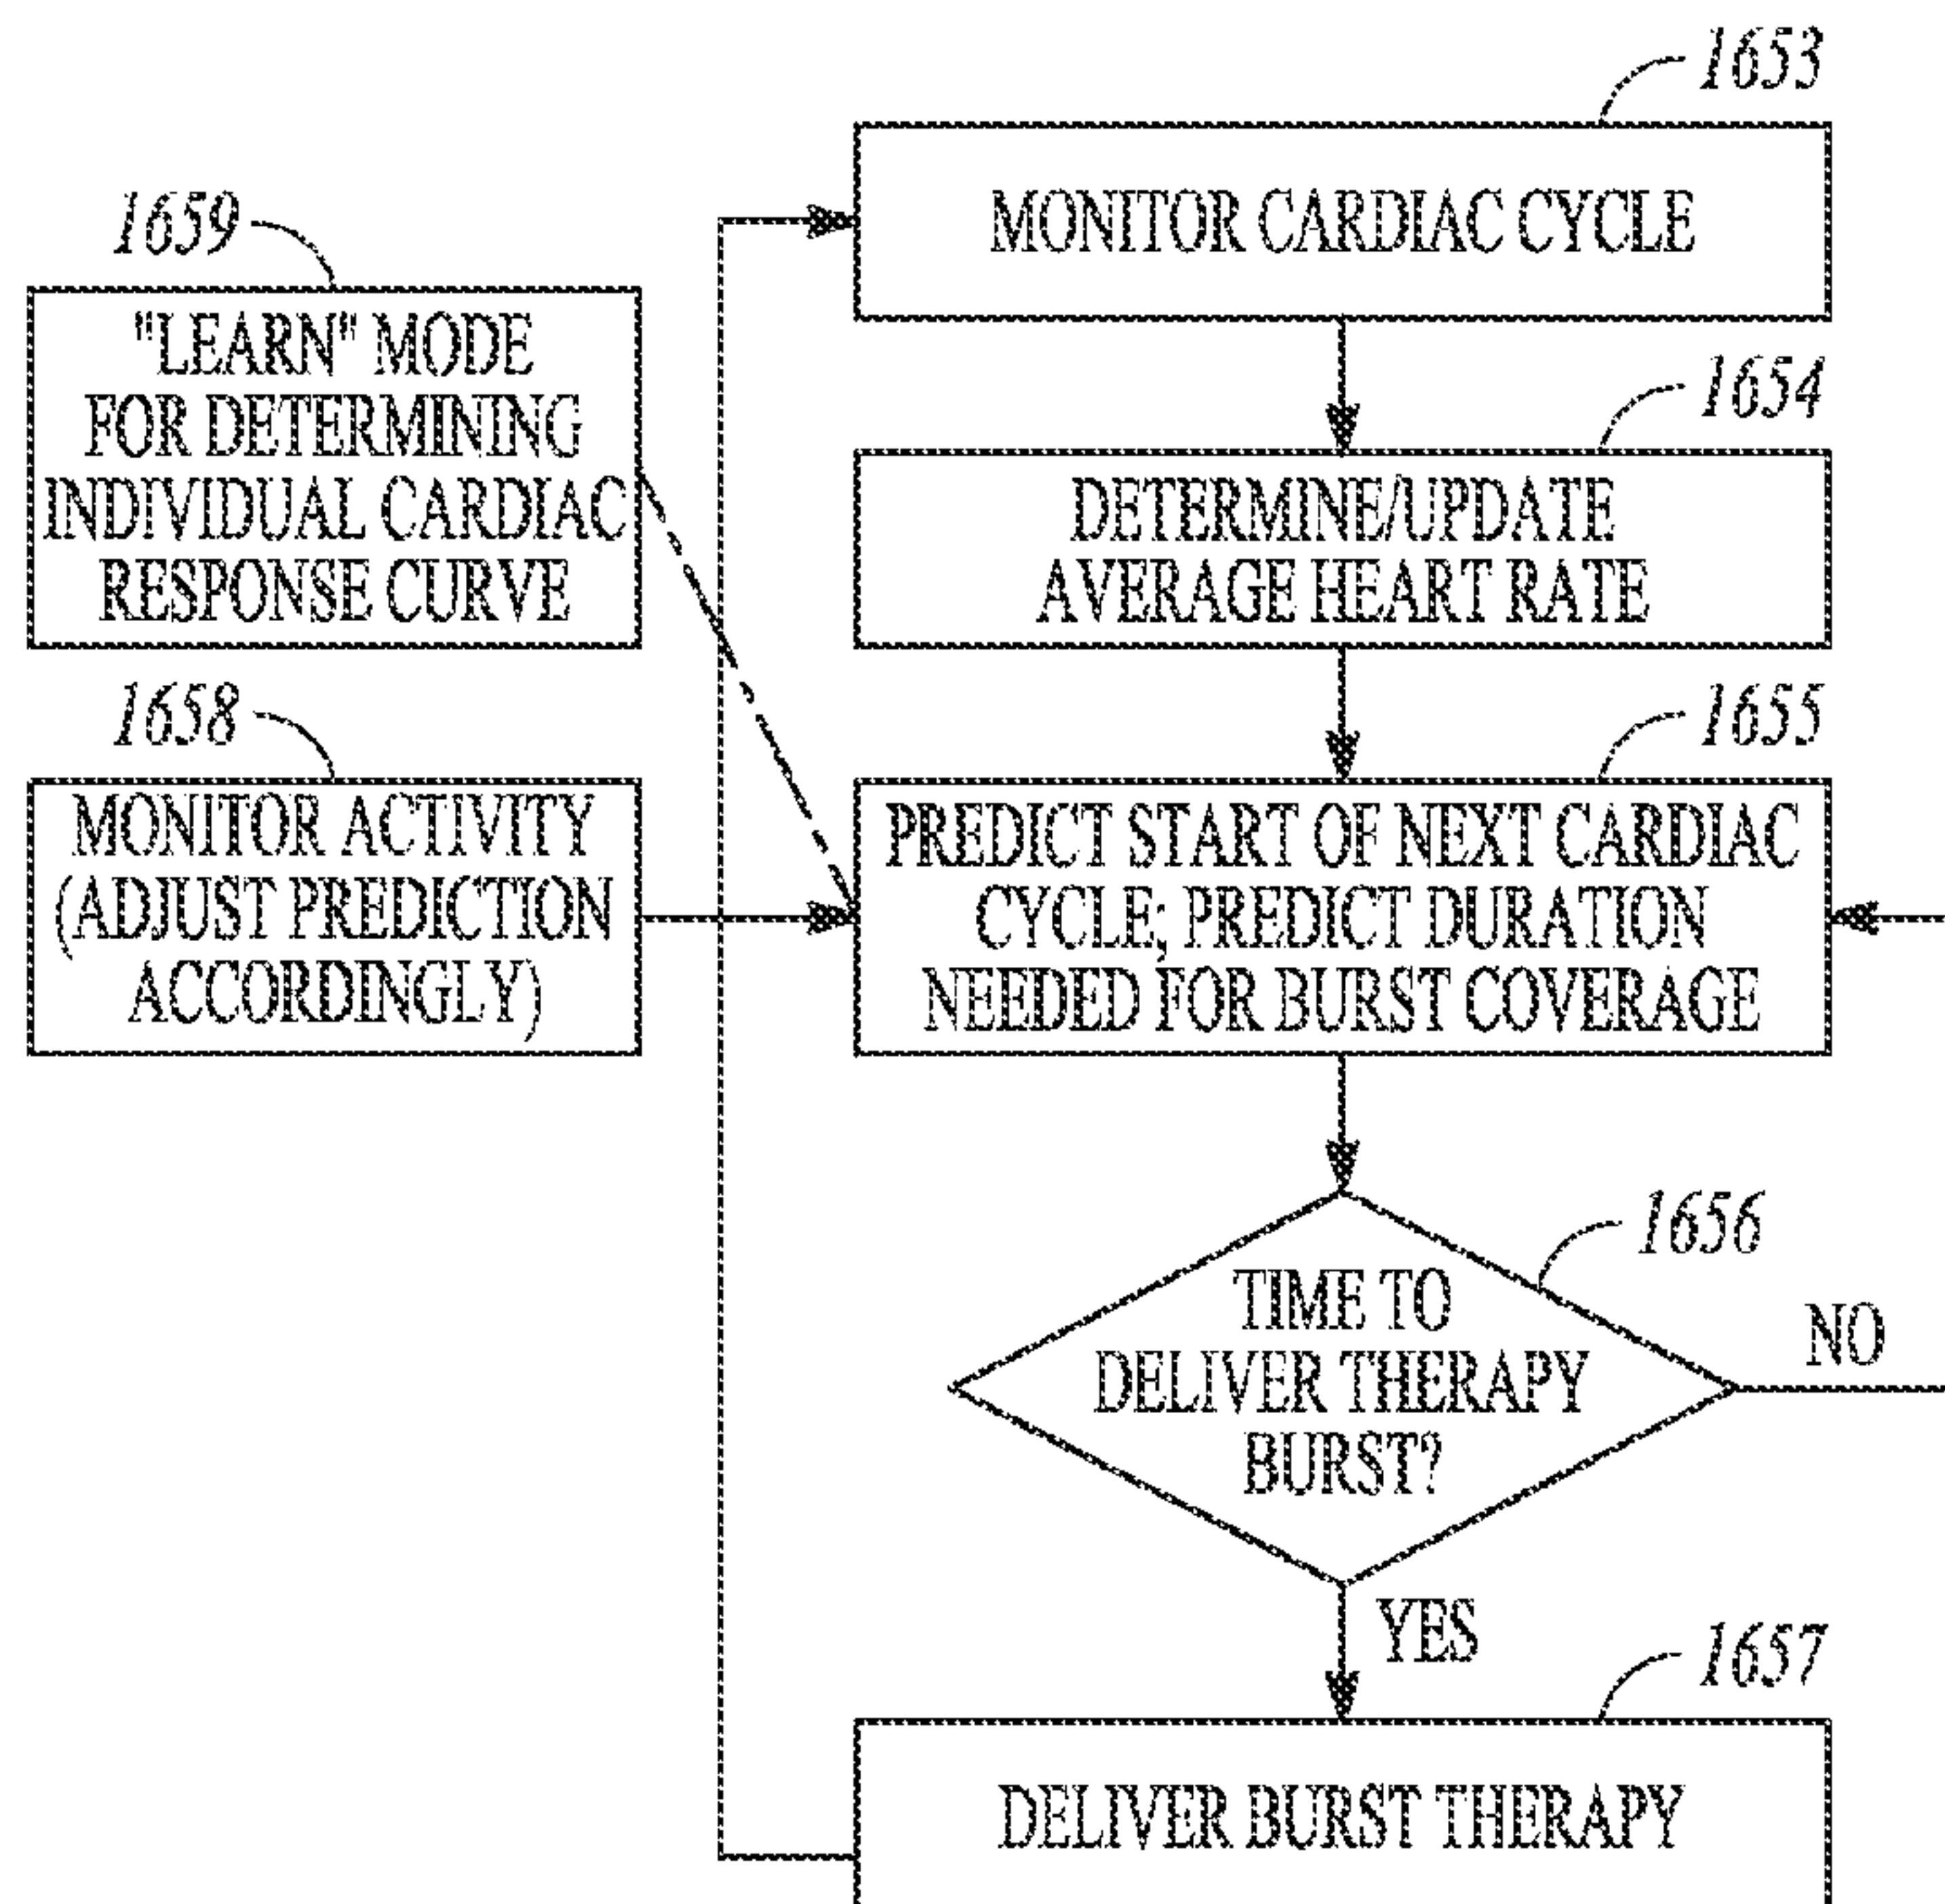 1653
MONITOR CARDIAC CYCLE
1659
"LEARN" MODE
FOR DETERMINING
INDIVIDUAL CARDIAC
RESPONSE CURVE
1654
DETERMINE/UPDATE
AVERAGE HEART RATE
1658
MONITOR ACTIVITY
(ADJUST PREDICTION
ACCORDINGLY)
1655
PREDICT START OF NEXT CARDIAC
CYCLE; PREDICT DURATION
NEEDED FOR BURST COVERAGE
1656
TIME TO
DELIVER THERAPY
BURST?
NO
YES
1657
DELIVER BURST THERAPY